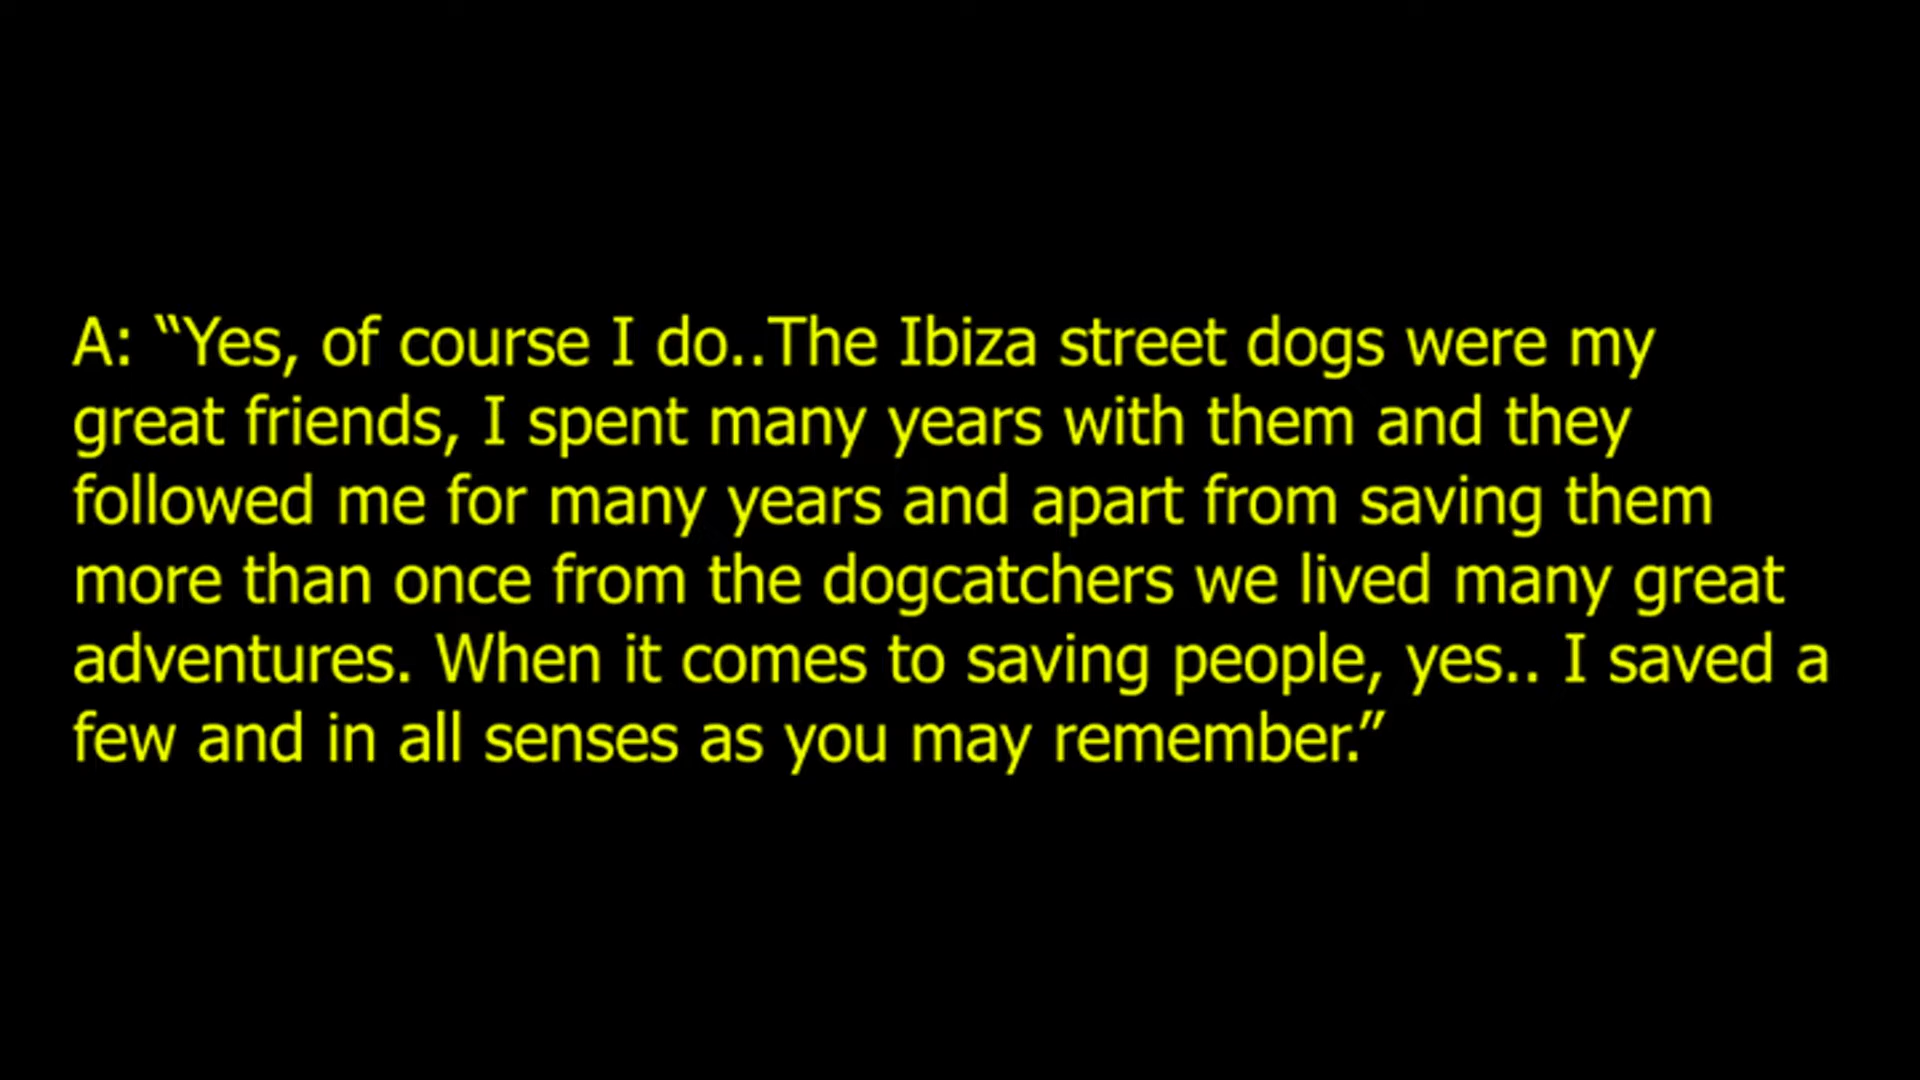 A: “Yes, of course I do..The Ibiza street dogs were my
great friends, I spent many years with them and they
followed me for many years and apart from saving them
more than once from the dogcatchers we lived many great
adventures. When it comes to saving people, yes.. I saved a
few and in all senses as you may remember.”